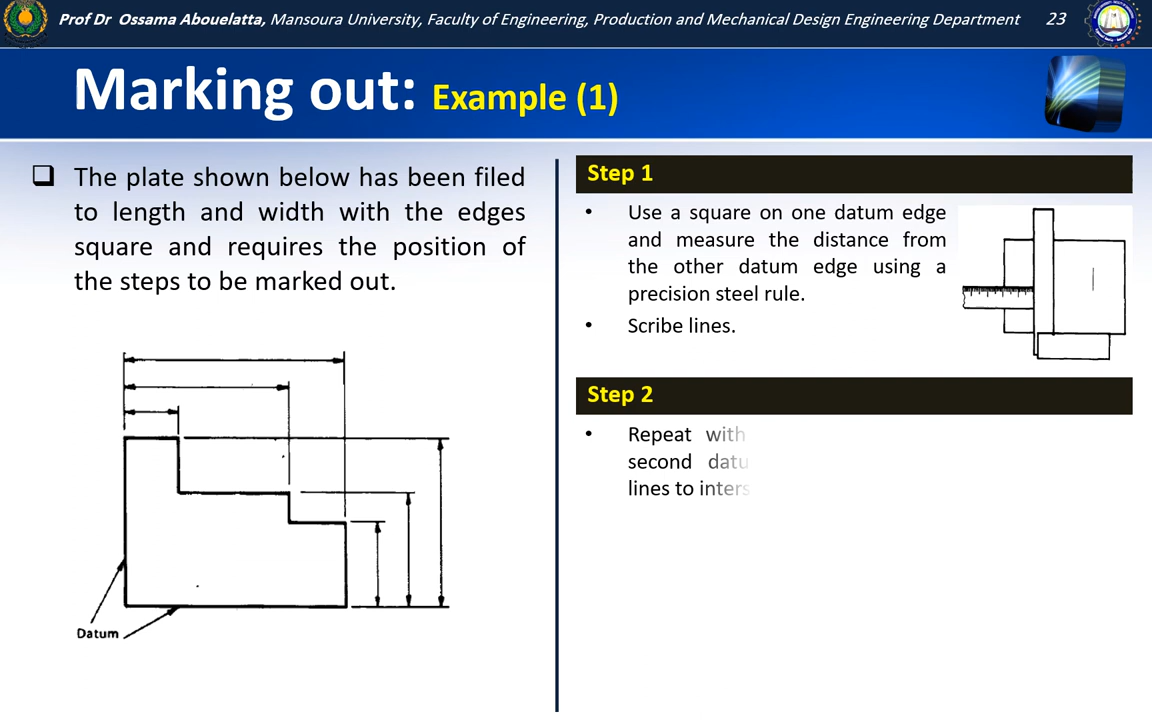 Prof Dr Ossama Abouelatta, Mansoura University, Faculty of Engineering, Production and Mechanical Design Engineering Department 23
Marking out: Example (1)
The plate shown below has been filed
to length and width with the edges
square and requires the position of
the steps to be marked out.
Datum
Step 1
• Use a square on one datum edge
and measure the distance from
the other datum edge using a
precision steel rule.
• Scribe lines.
Step 2
• Repeat with
second datu
lines to inters